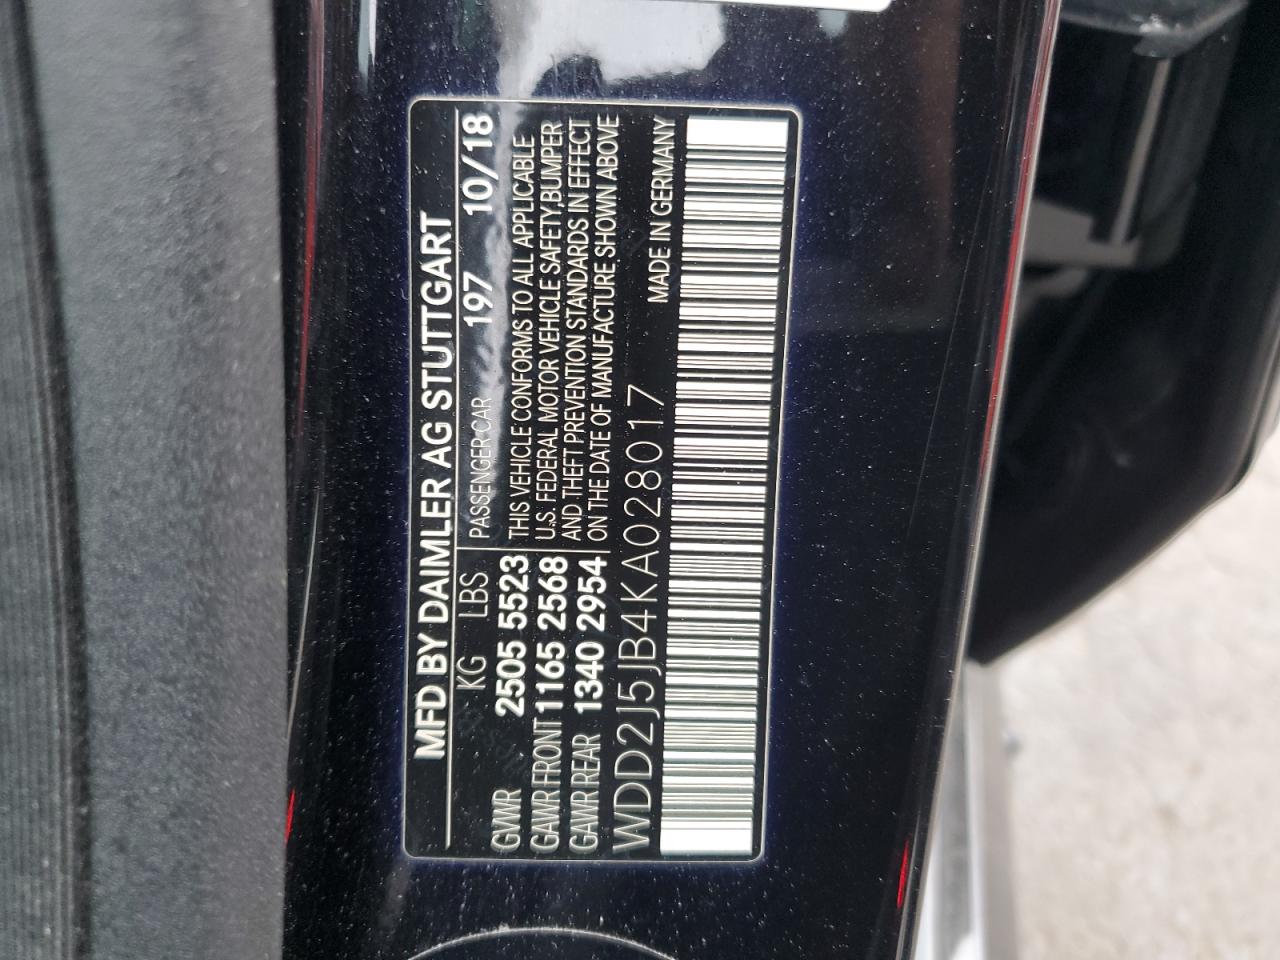 MFD BY DAIMLER AG STUTTGART
KG LBS PASSENGER CAR 197 10/18
GVWR 2505 5523
GAWR FRONT 1165 2568
GAWR REAR 1340 2954
THIS VEHICLE CONFORMS TO ALL APPLICABLE
U.S. FEDERAL MOTOR VEHICLE SAFETY,BUMPER
AND THEFT PREVENTION STANDARDS IN EFFECT
ON THE DATE OF MANUFACTURE SHOWN ABOVE
WDD2J5JB4KA028017 MADE IN GERMANY